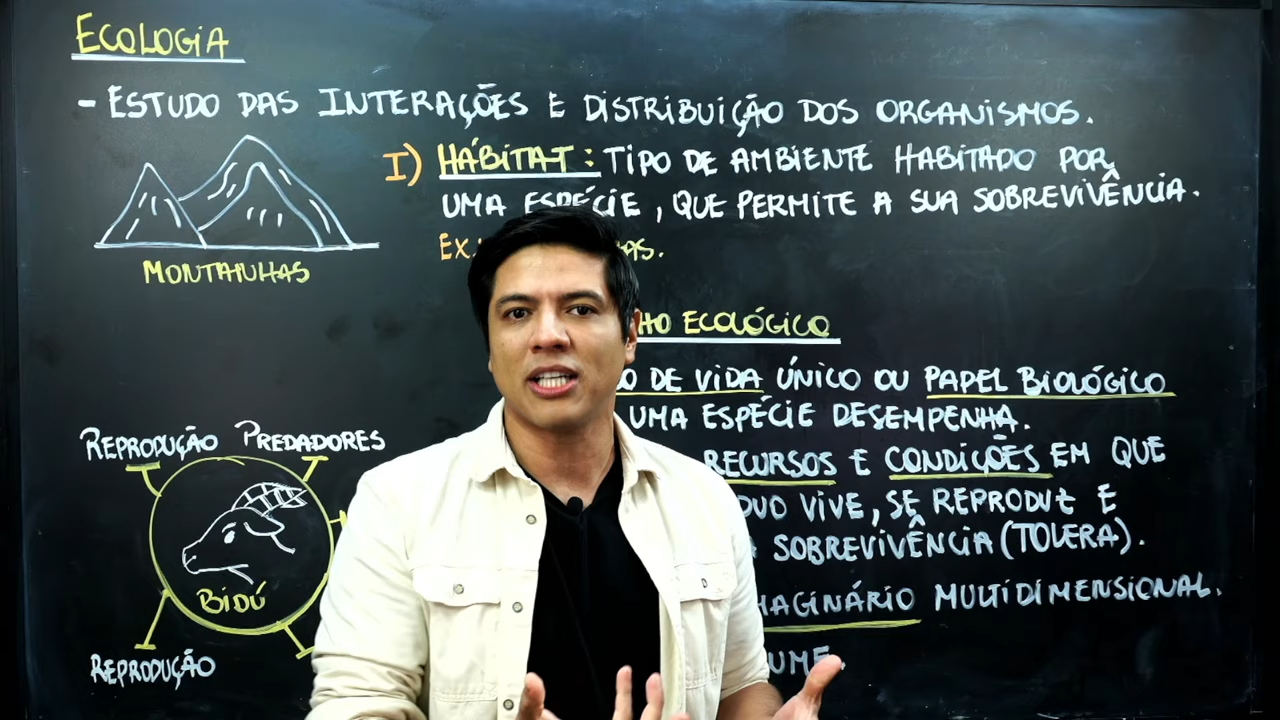 ECOLOGIA
- ESTUDO DAS INTERAÇÕES E DISTRIBUIÇÃO DOS ORGANISMOS.
I) HÁBITAT: TIPO DE AMBIENTE HABITADO POR
UMA ESPÉCIE, QUE PERMITE A SUA SOBREVIVÊNCIA.
EX.
MONTANHAS
ECOLÓGICO
DE VIDA ÚNICO OU PAPEL BIOLÓGICO
UMA ESPÉCIE DESEMPENHA.
RECURSOS E CONDIÇÕES EM QUE
VIVE, SE REPRODUZ E
SOBREVIVÊNCIA (TOLERA).
IMAGINÁRIO MULTIDIMENSIONAL.
REPRODUÇÃO PREDADORES
BIDÚ
REPRODUÇÃO